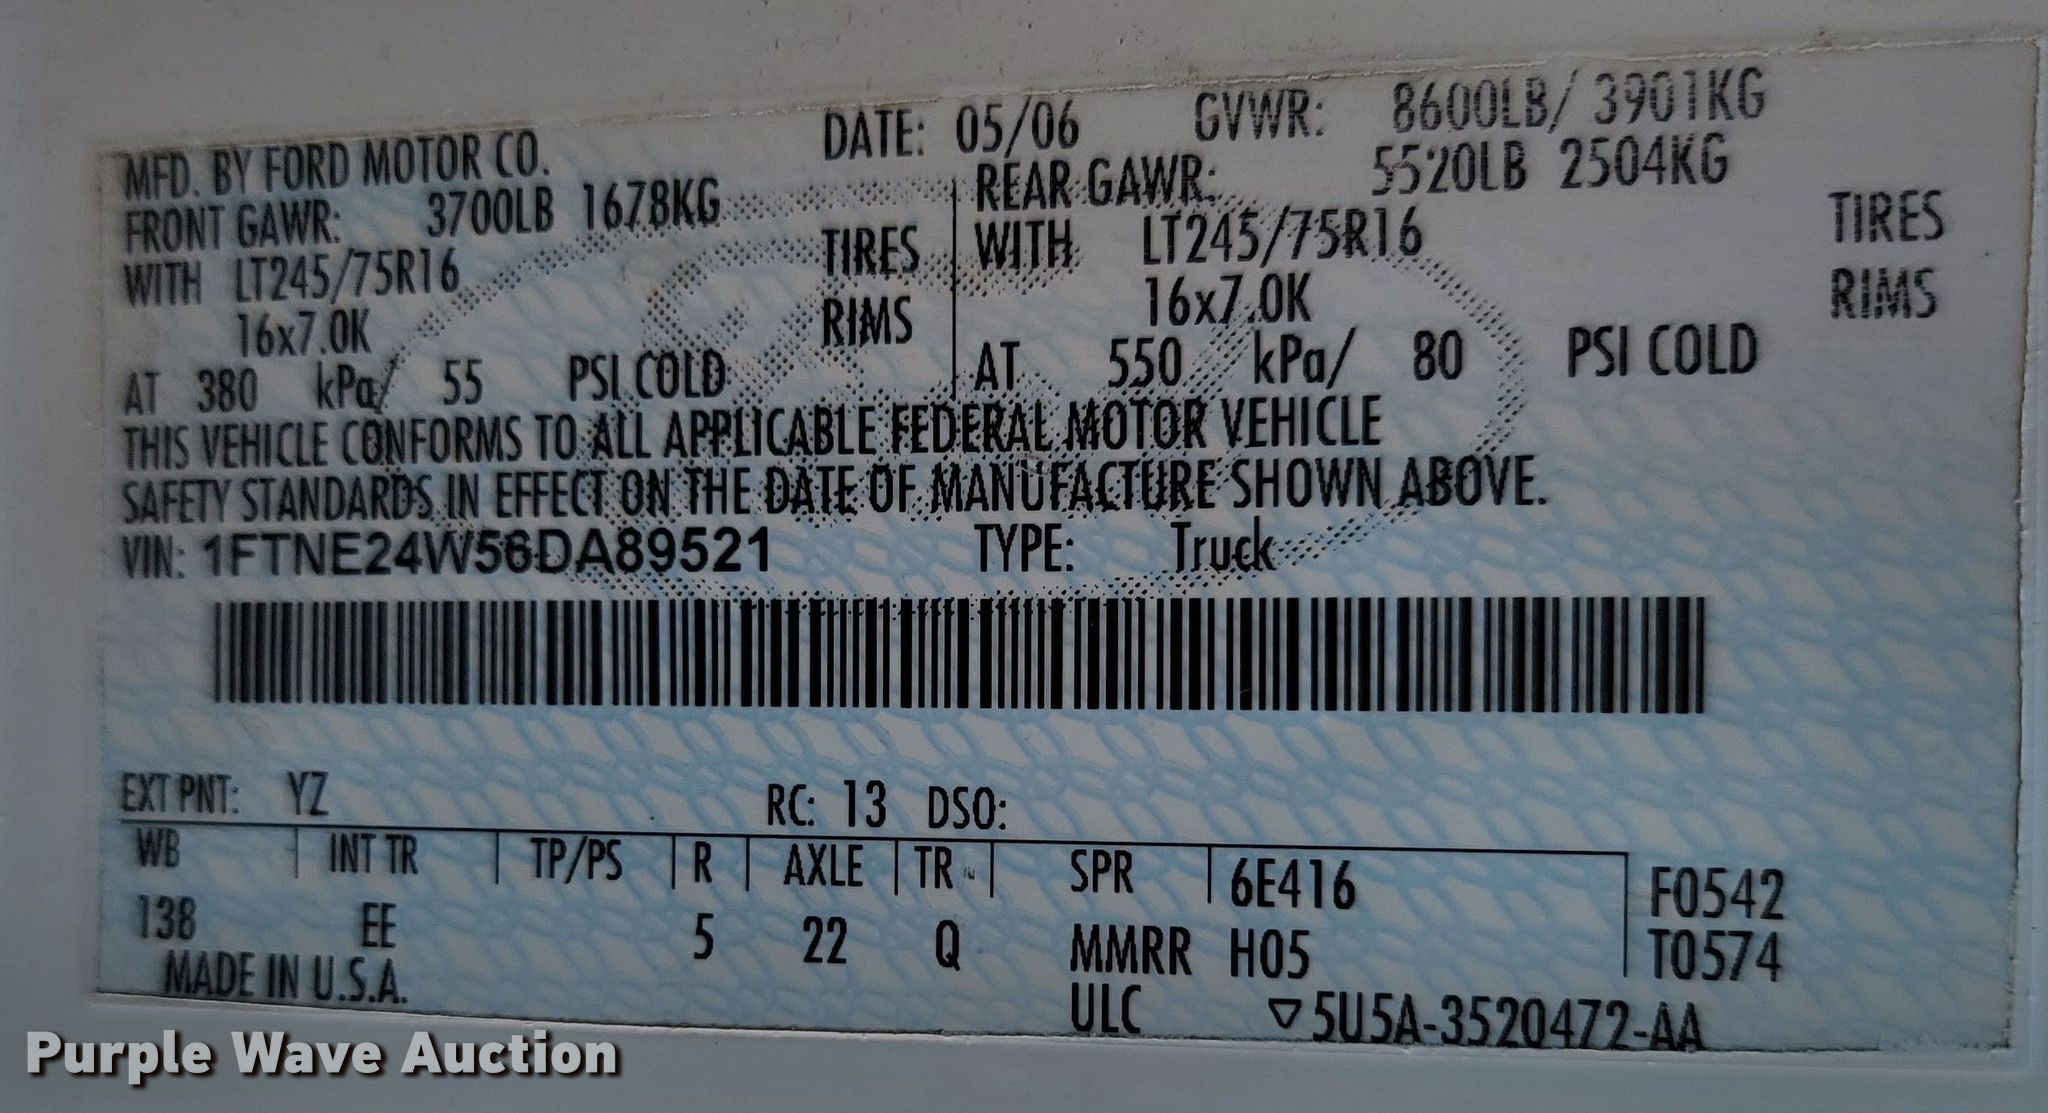 MFD. BY FORD MOTOR CO. DATE: 05/06 GVWR: 8600LB/ 3901KG
FRONT GAWR: 3700LB 1678KG REAR GAWR: 5520LB 2504KG
WITH LT245/75R16 TIRES WITH LT245/75R16 TIRES
16x7.0K RIMS 16x7.0K RIMS
AT 380 kPa/ 55 PSI COLD AT 550 kPa/ 80 PSI COLD
THIS VEHICLE CONFORMS TO ALL APPLICABLE FEDERAL MOTOR VEHICLE
SAFETY STANDARDS IN EFFECT ON THE DATE OF MANUFACTURE SHOWN ABOVE.
VIN: 1FTNE24W56DA89521 TYPE: Truck
EXT PNT: YZ RC: 13 DSO:
WB INT TR TP/PS R AXLE TR SPR 6E416 F0542
138 EE 5 22 Q MMRR H05 T0574
MADE IN U.S.A. ULC 5U5A-3520472-AA
Purple Wave Auction